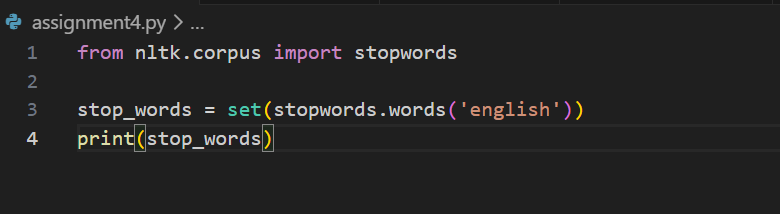 assignment4.py > ...
1 from nltk.corpus import stopwords
2
3 stop_words = set(stopwords.words('english'))
4 print(stop_words)